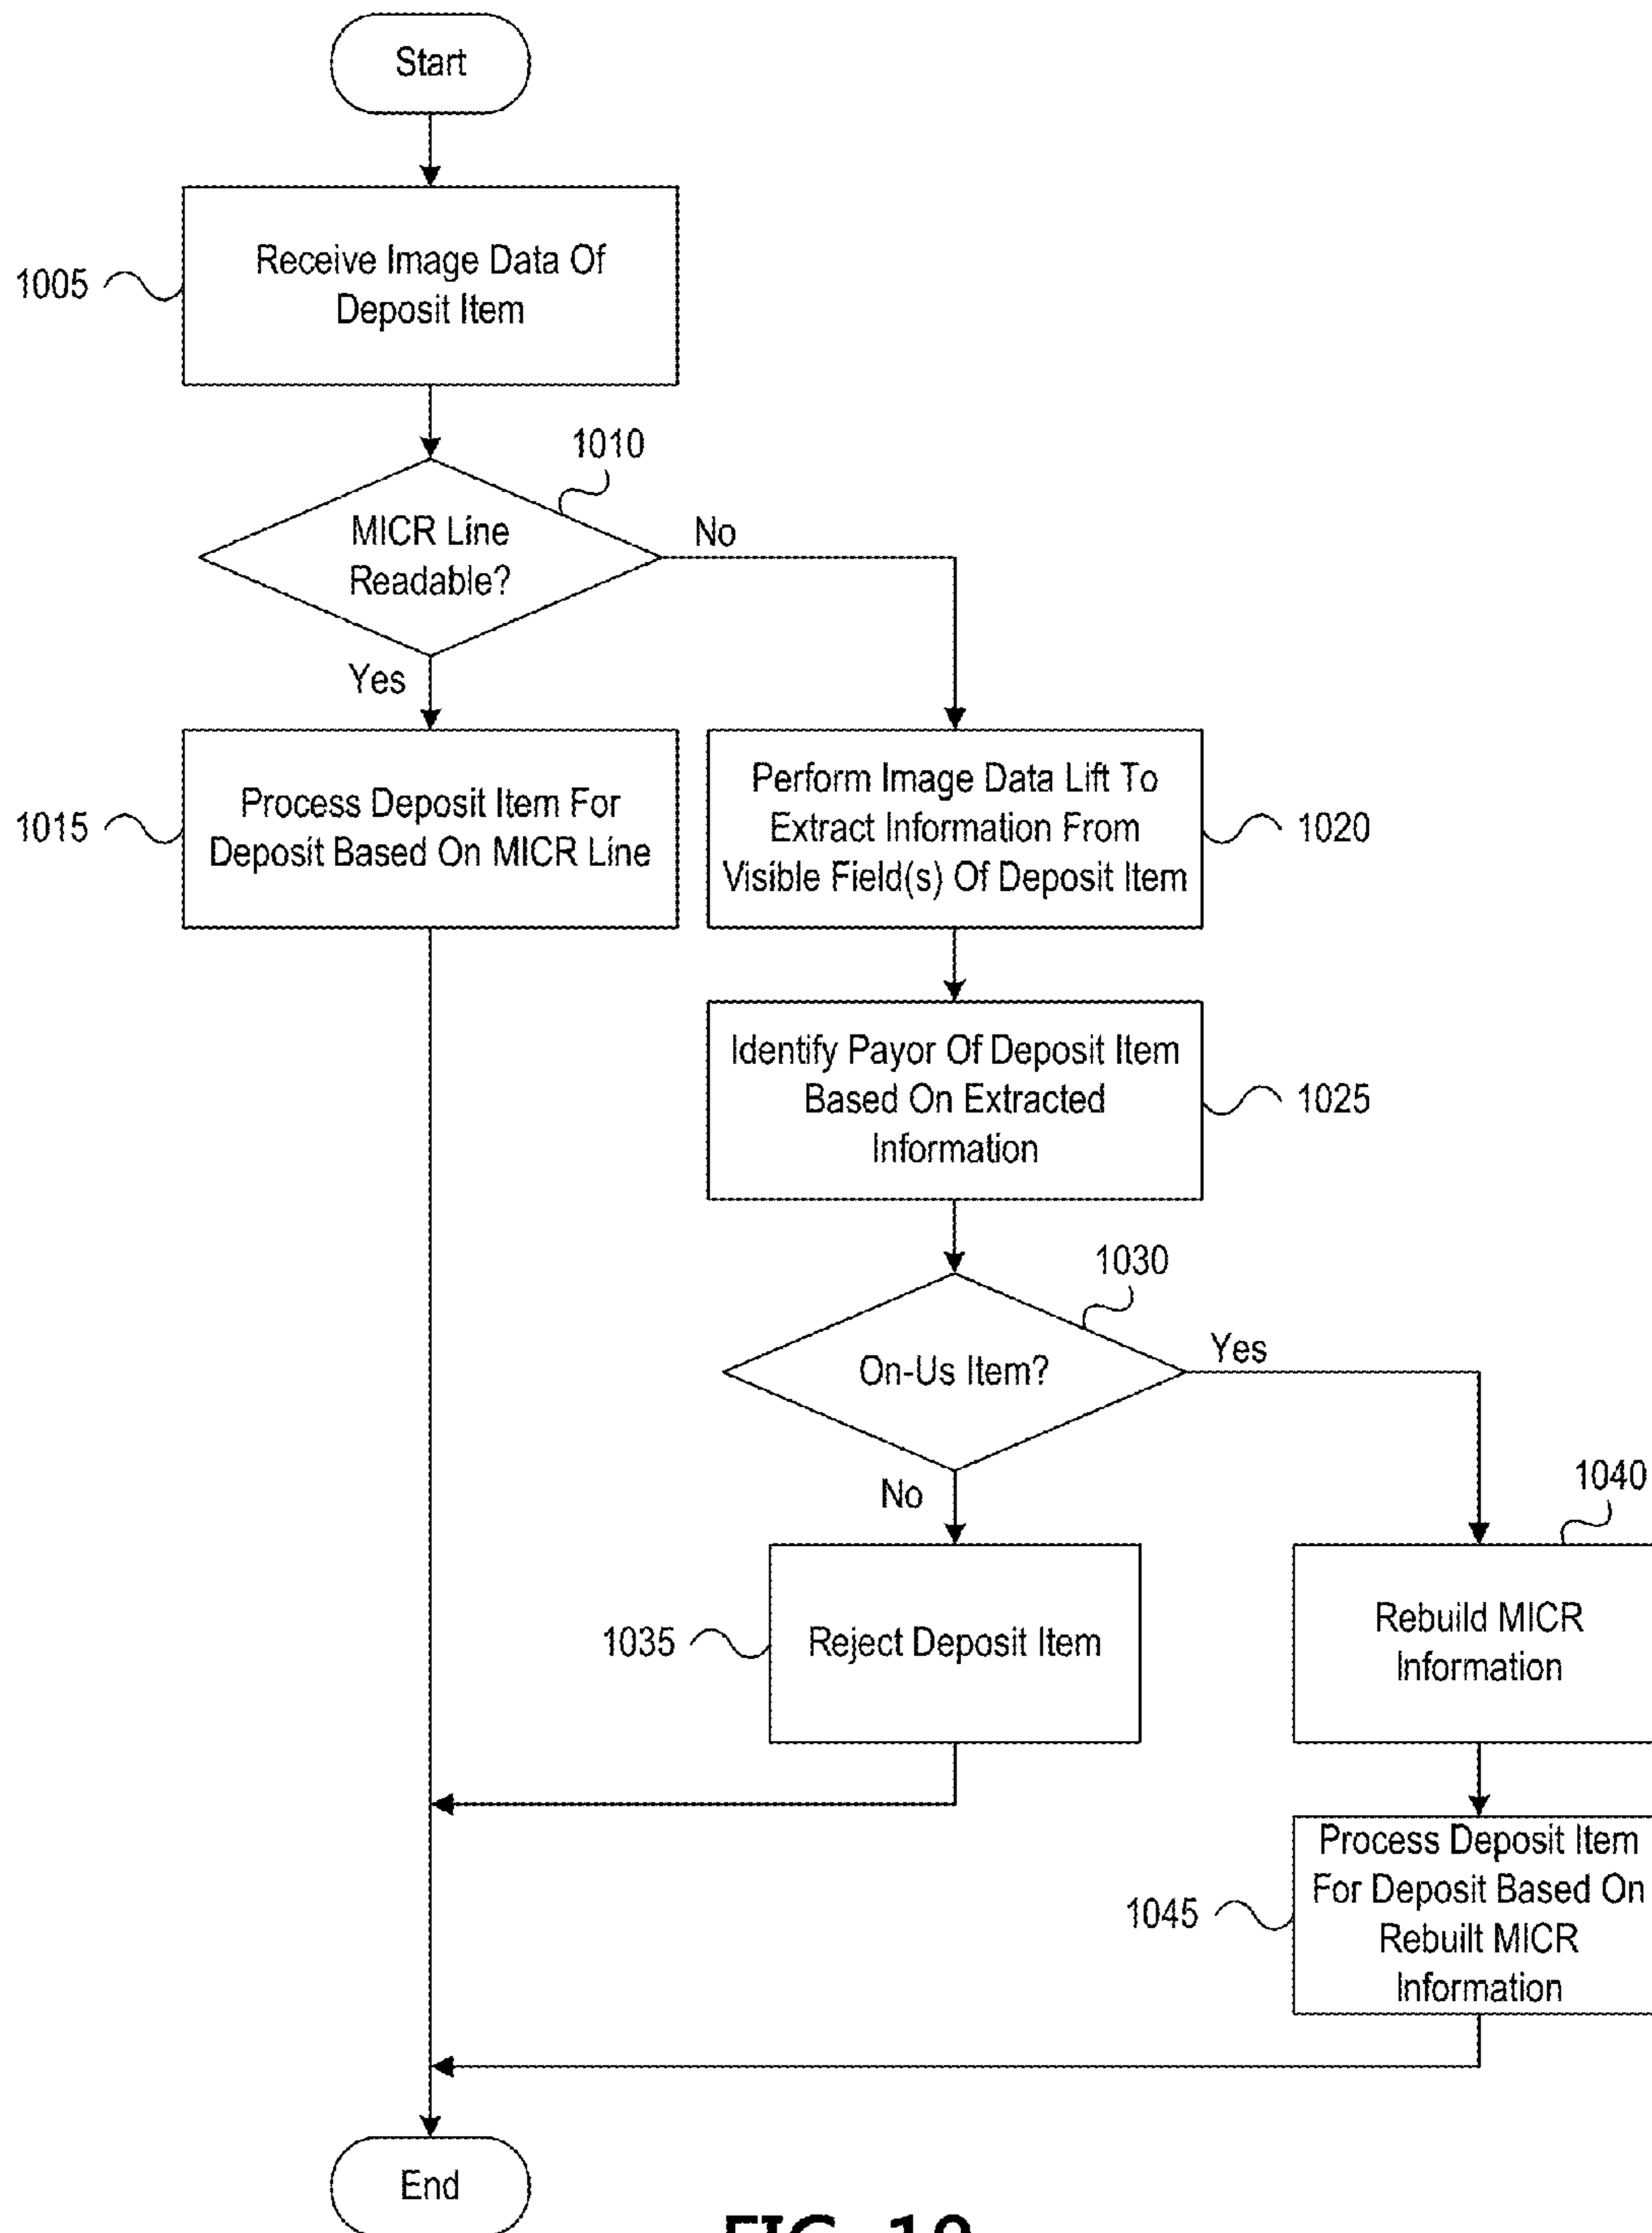 Start
1005
Receive Image Data Of
Deposit Item
1010
MICR Line
Readable?
No
Yes
1015
Process Deposit Item For
Deposit Based On MICR Line
Perform Image Data Lift To
Extract Information From
Visible Field(s) Of Deposit Item
1020
Identify Payor Of Deposit Item
Based On Extracted
Information
1025
1030
On-Us Item?
Yes
No
1035
Reject Deposit Item
1040
Rebuild MICR
Information
1045
Process Deposit Item
For Deposit Based On
Rebuilt MICR
Information
End
FIG. 10